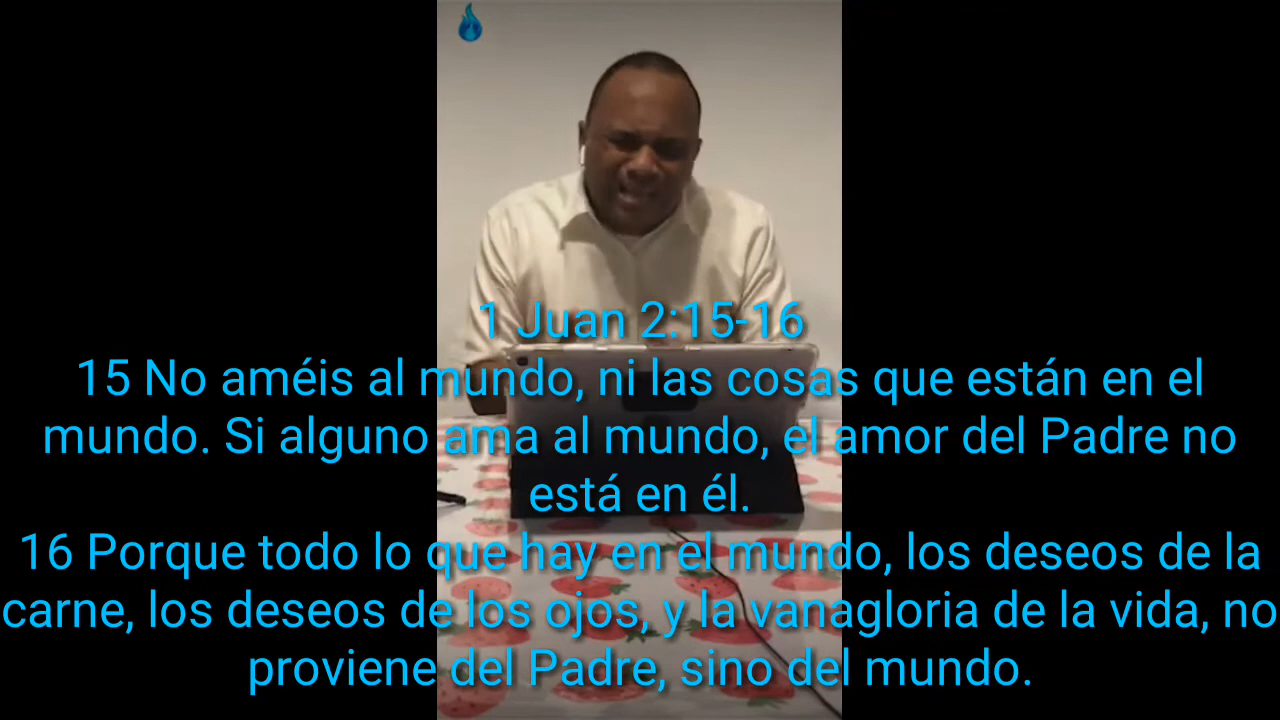 1 Juan 2:15-16
15 No améis al mundo, ni las cosas que están en el
mundo. Si alguno ama al mundo, el amor del Padre no
está en él.
16 Porque todo lo que hay en el mundo, los deseos de la
carne, los deseos de los ojos, y la vanagloria de la vida, no
proviene del Padre, sino del mundo.